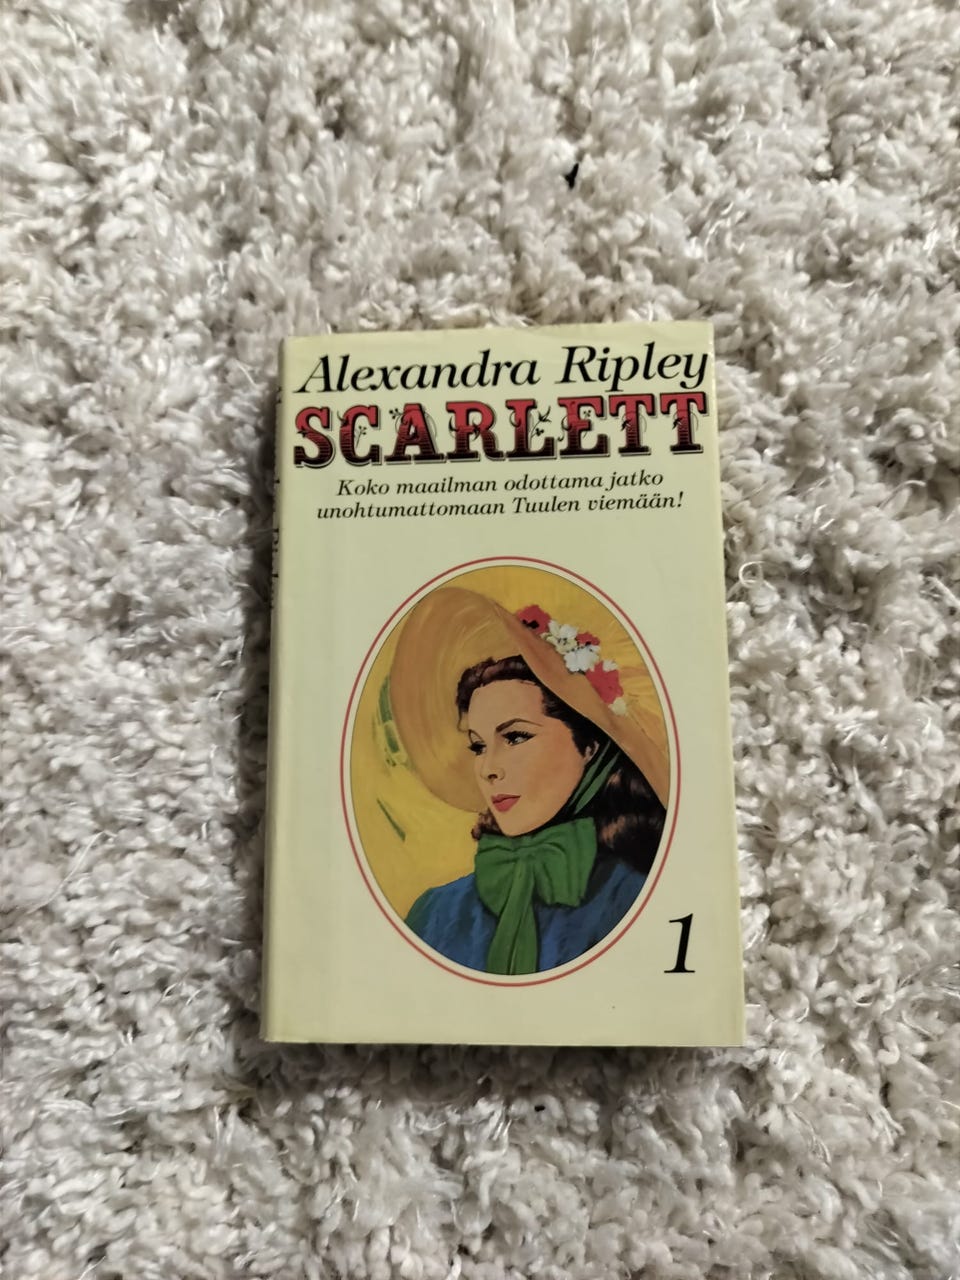 Alexandra Ripley
SCARLETT
Koko maailman odottama jatko
unohtumattomaan Tuulen viemään!
1